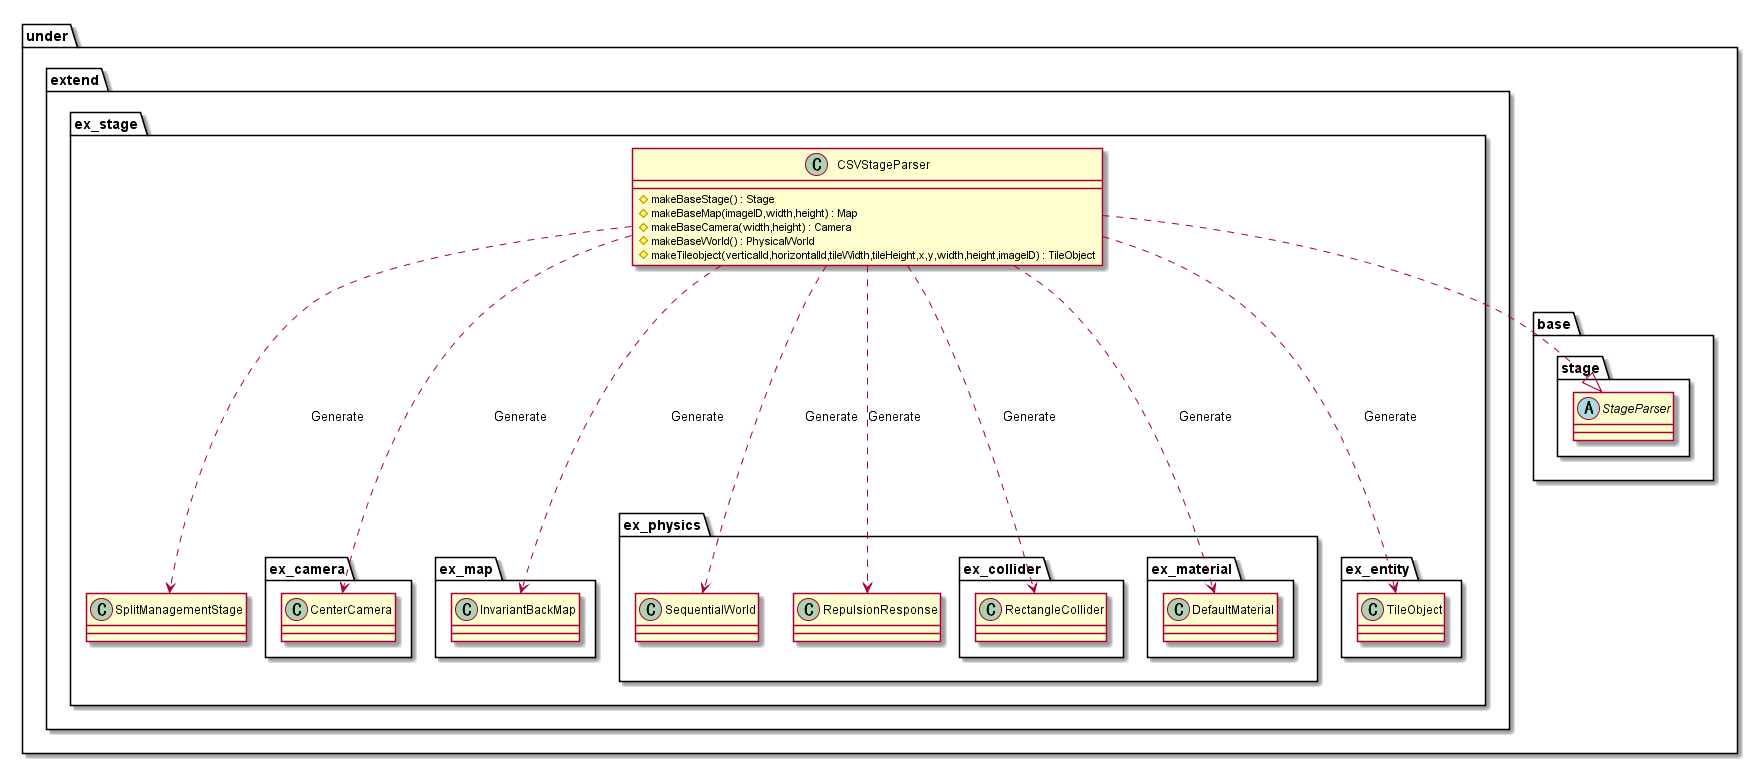 under
extend
ex_stage
CSVStageParser
makeBaseStage() : Stage
makeBaseMap(imageID,width,height) : Map
makeBaseCamera(width,height) : Camera
makeBaseWorld() : PhysicalWorld
makeTileobject(verticalId,horizontalId,tileWidth,tileHeight,x,y,width,height,imageID) : TileObject
base
stage
StageParser
Generate
Generate
Generate
Generate
Generate
Generate
Generate
Generate
ex_physics
ex_camera
ex_map
ex_collider
ex_material
ex_entity
SplitManagementStage
CenterCamera
InvariantBackMap
SequentialWorld
RepulsionResponse
RectangleCollider
DefaultMaterial
TileObject